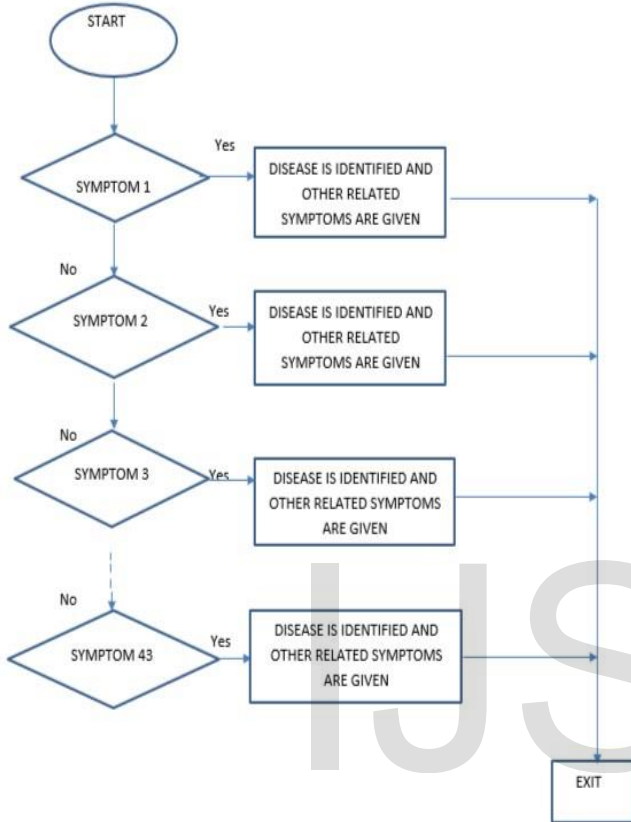 START
Yes
SYMPTOM 1
DISEASE IS IDENTIFIED AND
OTHER RELATED
SYMPTOMS ARE GIVEN
No
SYMPTOM 2
Yes
DISEASE IS IDENTIFIED AND
OTHER RELATED
SYMPTOMS ARE GIVEN
No
SYMPTOM 3
Yes
DISEASE IS IDENTIFIED AND
OTHER RELATED SYMPTOMS
ARE GIVEN
No
SYMPTOM 43
Yes
DISEASE IS IDENTIFIED AND
OTHER RELATED SYMPTOMS
ARE GIVEN
IJS
EXIT